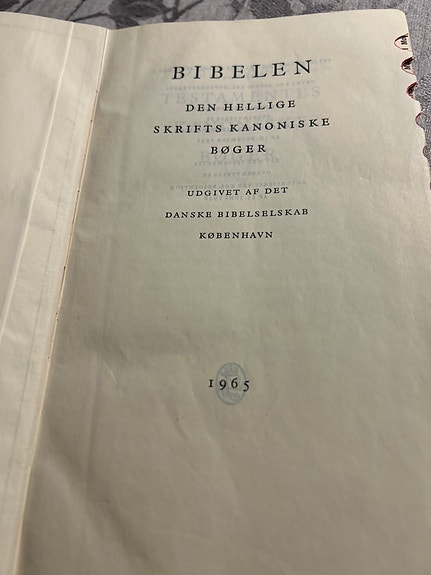 BIBELEN
DEN HELLIGE
SKRIFTS KANONISKE
BØGER
UDGIVET AF DET
DANSKE BIBELSELSKAB
KØBENHAVN
1965